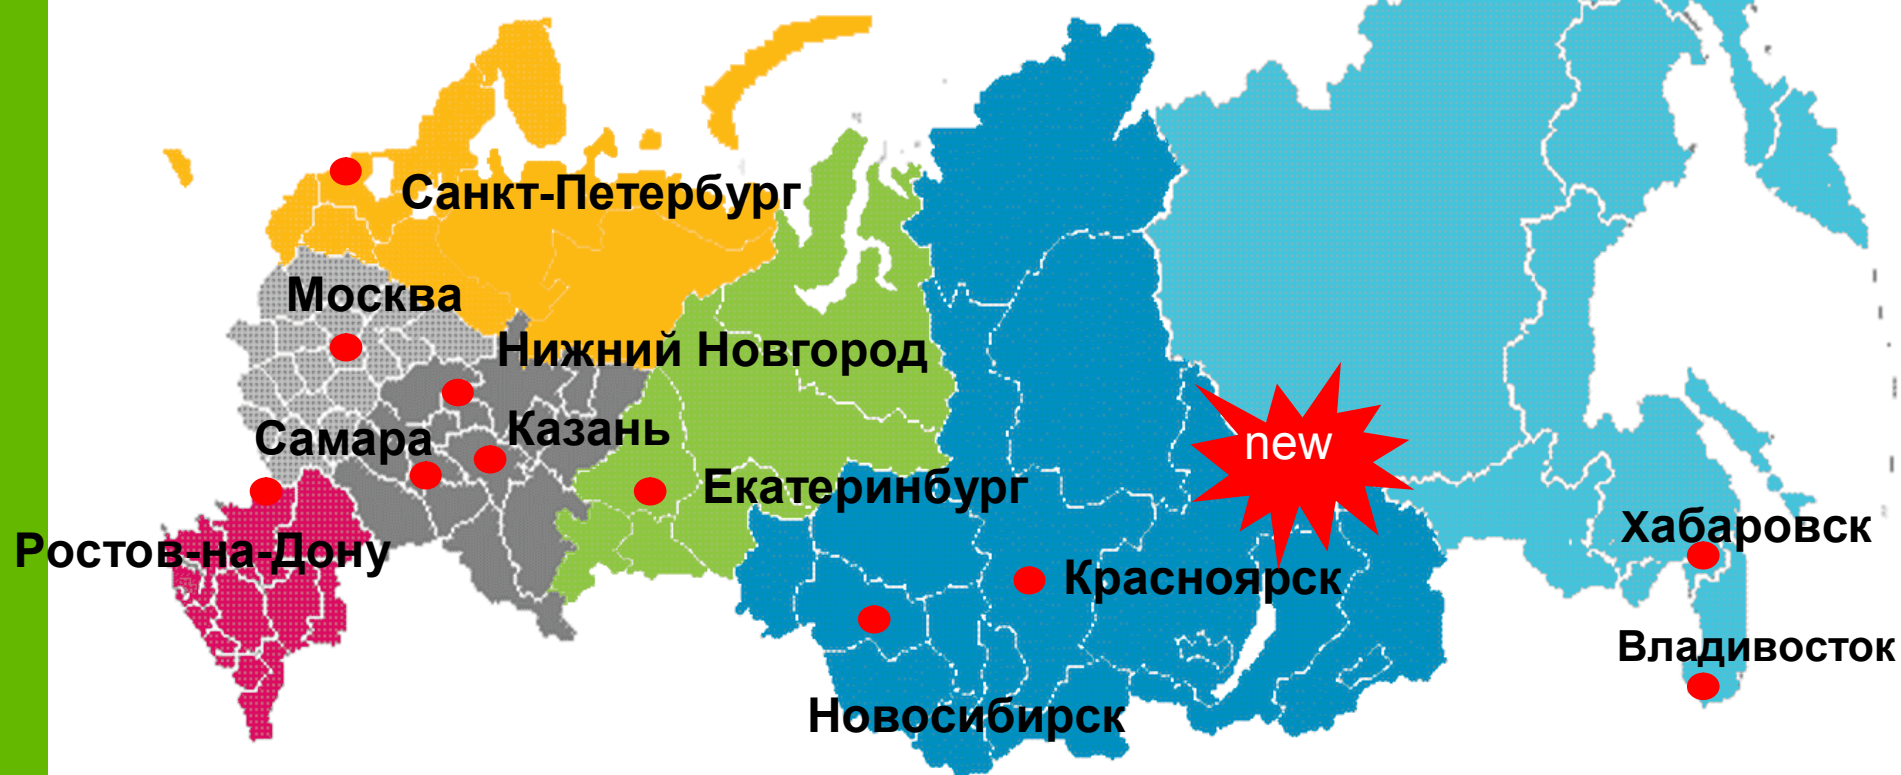 Санкт-Петербург
Москва
Нижний Новгород
Казань
Самара
new
Екатеринбург
Хабаровск
Ростов-на-Дону
Красноярск
Владивосток
Новосибирск